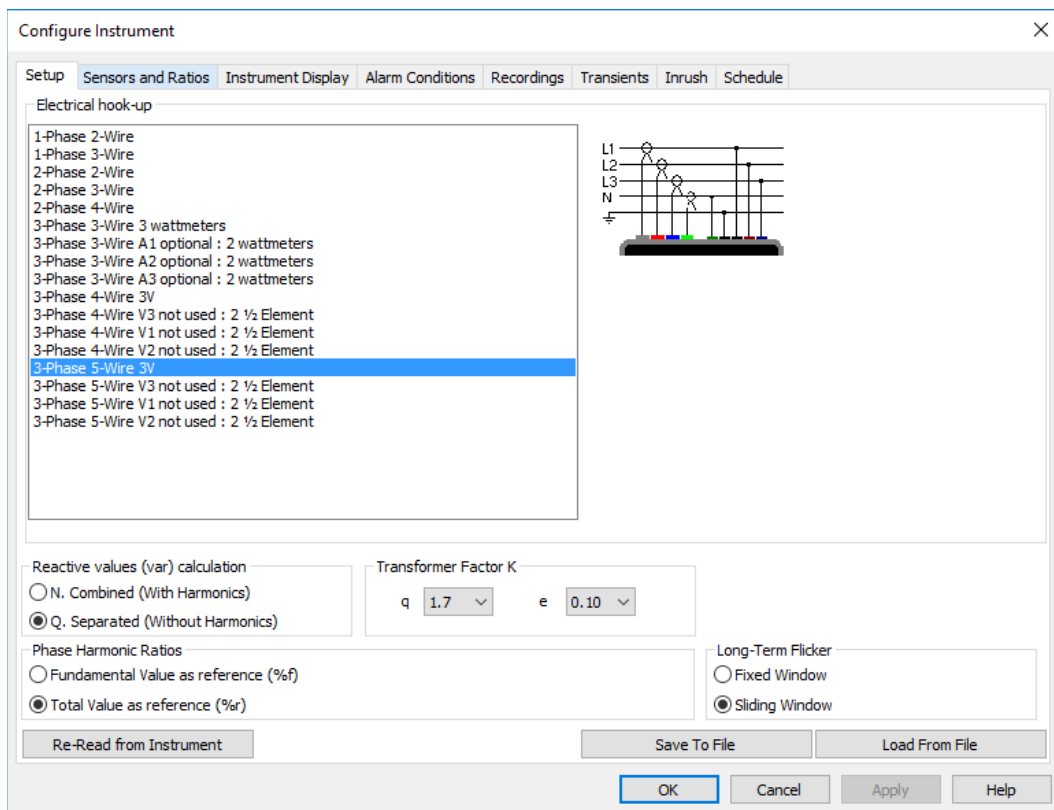 Configure Instrument
Setup Sensors and Ratios Instrument Display Alarm Conditions Recordings Transients Inrush Schedule
Electrical hook-up
1-Phase 2-Wire
1-Phase 3-Wire
2-Phase 2-Wire
2-Phase 3-Wire
2-Phase 4-Wire
3-Phase 3-Wire 3 wattmeters
3-Phase 3-Wire A1 optional : 2 wattmeters
3-Phase 3-Wire A2 optional : 2 wattmeters
3-Phase 3-Wire A3 optional : 2 wattmeters
3-Phase 4-Wire 3V
3-Phase 4-Wire V3 not used : 2 ½ Element
3-Phase 4-Wire V1 not used : 2 ½ Element
3-Phase 4-Wire V2 not used : 2 ½ Element
3-Phase 5-Wire 3V
3-Phase 5-Wire V3 not used : 2 ½ Element
3-Phase 5-Wire V1 not used : 2 ½ Element
3-Phase 5-Wire V2 not used : 2 ½ Element
L1
L2
L3
N
Reactive values (var) calculation
N. Combined (With Harmonics)
Q. Separated (Without Harmonics)
Transformer Factor K
q 1.7 e 0.10
Phase Harmonic Ratios
Fundamental Value as reference (%f)
Total Value as reference (%r)
Long-Term Flicker
Fixed Window
Sliding Window
Re-Read from Instrument Save To File Load From File
OK Cancel Apply Help